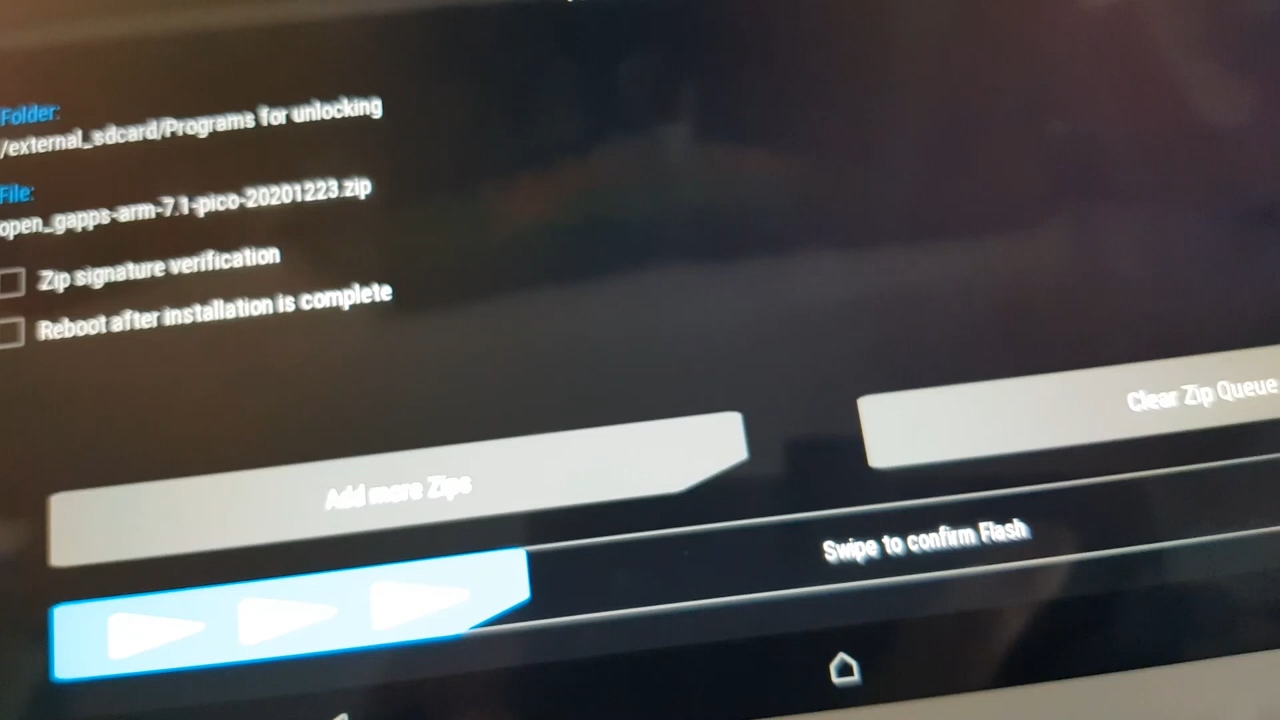 Folder:
/external_sdcard/Programs for unlocking
File:
open_gapps-arm-7.1-pico-20201223.zip
Zip signature verification
Reboot after installation is complete
Clear Zip Queue
Add more Zips
Swipe to confirm Flash